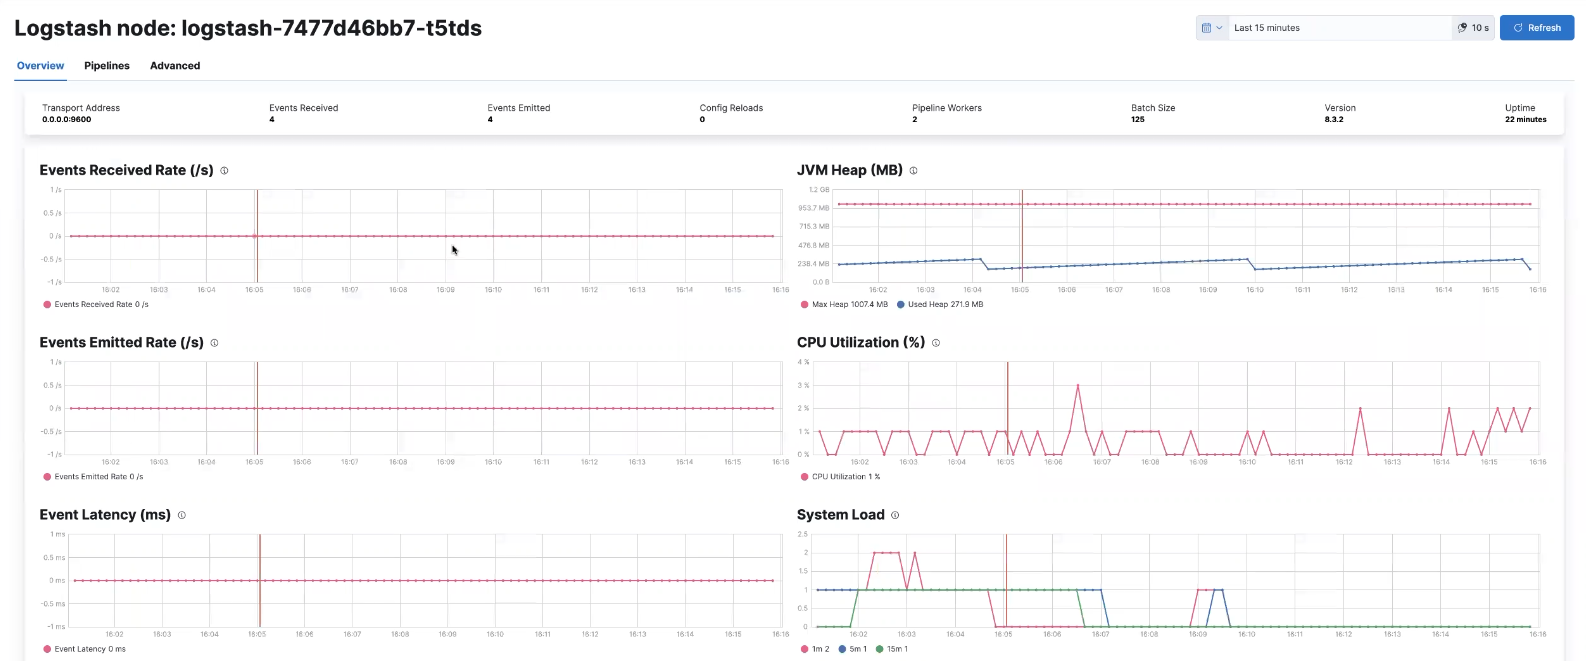 Logstash node: logstash-7477d46bb7-t5tds
Last 15 minutes
10 s
Refresh
Overview Pipelines Advanced
Transport Address Events Received Events Emitted Config Reloads Pipeline Workers Batch Size Version Uptime
0.0.0.0:9600 4 4 0 2 125 8.3.2 22 minutes
Events Received Rate (/s)
1 /s
0.5 /s
0 /s
-0.5 /s
-1 /s
16:02 16:03 16:04 16:05 16:06 16:07 16:08 16:09 16:10 16:11 16:12 16:13 16:14 16:15 16:16
Events Received Rate 0 /s
JVM Heap (MB)
1.2 GB
953.7 MB
715.3 MB
476.8 MB
238.4 MB
0.0 B
16:02 16:03 16:04 16:05 16:06 16:07 16:08 16:09 16:10 16:11 16:12 16:13 16:14 16:15 16:16
Max Heap 1007.4 MB Used Heap 271.9 MB
Events Emitted Rate (/s)
1 /s
0.5 /s
0 /s
-0.5 /s
-1 /s
16:02 16:03 16:04 16:05 16:06 16:07 16:08 16:09 16:10 16:11 16:12 16:13 16:14 16:15 16:16
Events Emitted Rate 0 /s
CPU Utilization (%)
4 %
3 %
2 %
1 %
0 %
16:02 16:03 16:04 16:05 16:06 16:07 16:08 16:09 16:10 16:11 16:12 16:13 16:14 16:15 16:16
CPU Utilization 1 %
Event Latency (ms)
1 ms
0.5 ms
0 ms
-0.5 ms
-1 ms
16:02 16:03 16:04 16:05 16:06 16:07 16:08 16:09 16:10 16:11 16:12 16:13 16:14 16:15 16:16
Event Latency 0 ms
System Load
2.5
2
1.5
1
0.5
0
16:02 16:03 16:04 16:05 16:06 16:07 16:08 16:09 16:10 16:11 16:12 16:13 16:14 16:15 16:16
1m 2 5m 1 15m 1